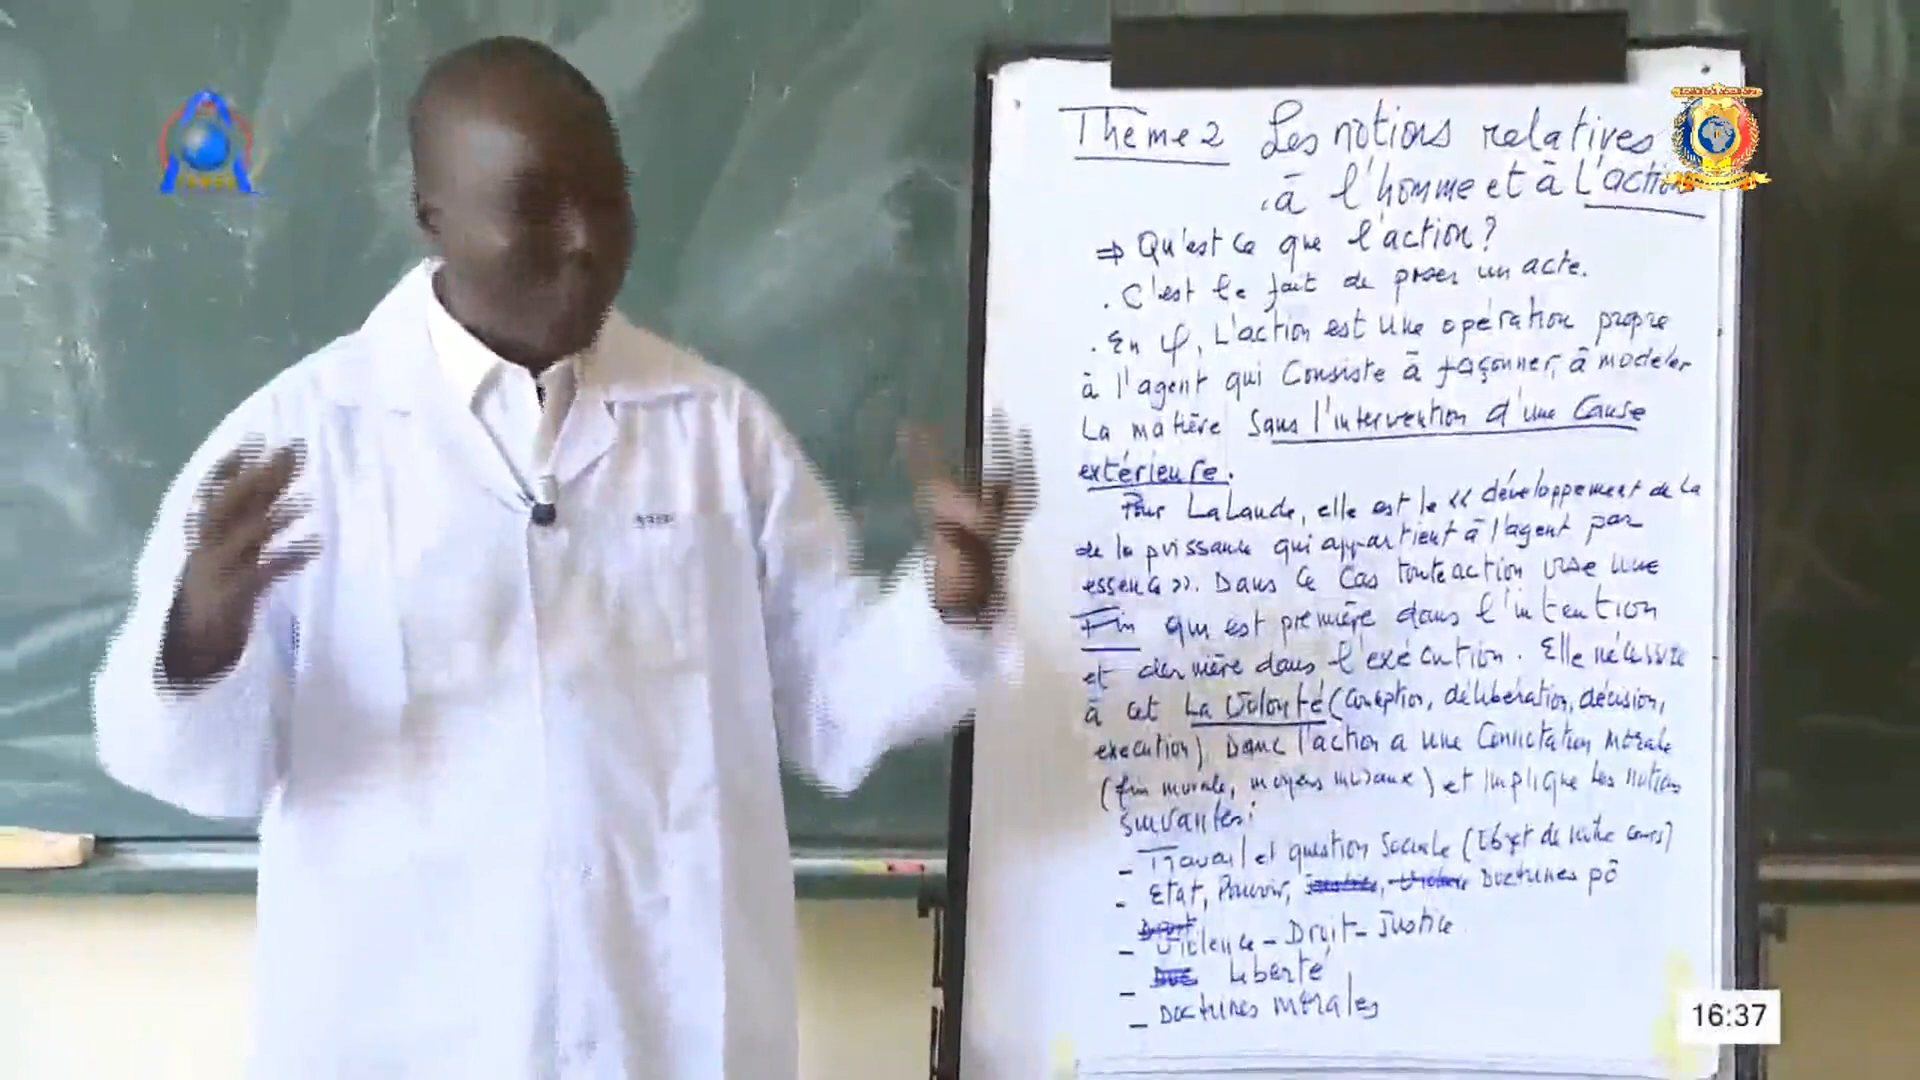 Thème 2 Les notions relatives
à l'homme et à L'action
⇒ Qu'est ce que l'action?
. C'est le fait de poser un acte.
. En φ, L'action est une opération propre
à l'agent qui Consiste à façonner, à modeler
La matière Sans l'intervention d'une Cause
extérieure.
Pour LaLande, elle est le << développement de La
de la puissance qui appartient à l'agent par
essence >>. Dans ce Cas toute action vise une
Fin qui est première dans l'intention
et dernière dans l'exécution. Elle nécessite
à cet La Volonté (Conception, délibération, décision,
exécution), Donc l'action a une Connotation Morale
(fin morale, moyens moraux) et implique les notions
suivantes:
- Travail et question Sociale (Objet de notre cours)
- Etat, Pouvoir, Doctrines pô
- Violence - Droit - Justice
- Liberté
- Doctrines morales
16:37